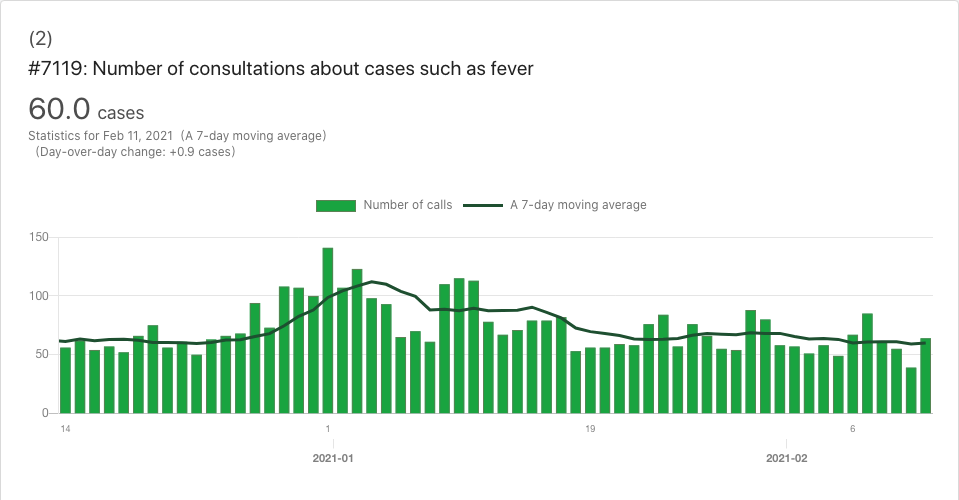 (2)
#7119: Number of consultations about cases such as fever
60.0 cases
Statistics for Feb 11, 2021 (A 7-day moving average)
(Day-over-day change: +0.9 cases)
Number of calls A 7-day moving average
150
100
50
0
14 1 19 6
2021-01 2021-02